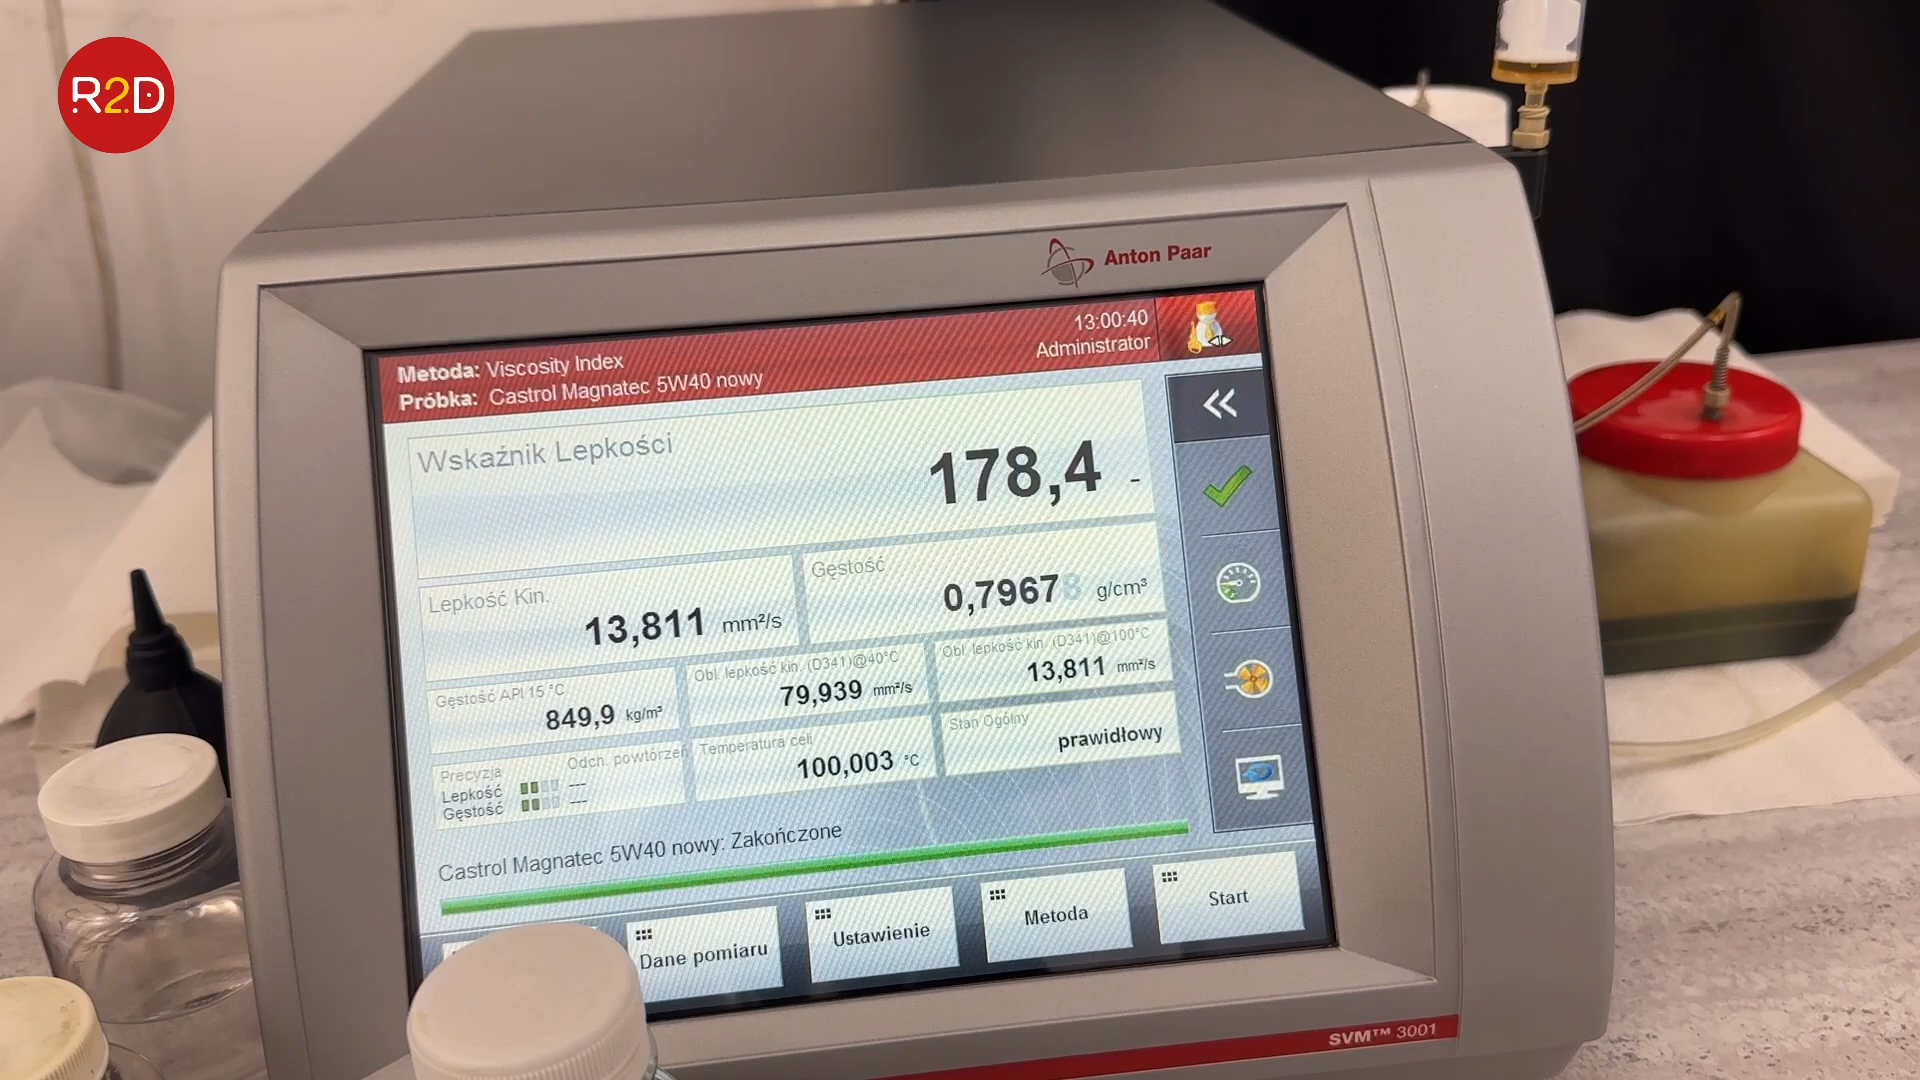 R2D
Anton Paar
Metoda: Viscosity Index
Próbka: Castrol Magnatec 5W40 nowy
13:00:40
Administrator
Wskaźnik Lepkości
178,4 -
Lepkość Kin.
13,811 mm²/s
Gęstość
0,79678 g/cm³
Gęstość API 15 °C
849,9 kg/m³
Obl. lepkość kin. (D341)@40°C
79,939 mm²/s
Obl. lepkość kin. (D341)@100°C
13,811 mm²/s
Precyzja
Odch. powtórzeń
Lepkość ---
Gęstość ---
Temperatura celi
100,003 °C
Stan Ogólny
prawidłowy
Castrol Magnatec 5W40 nowy: Zakończone
Dane pomiaru
Ustawienie
Metoda
Start
SVM™ 3001